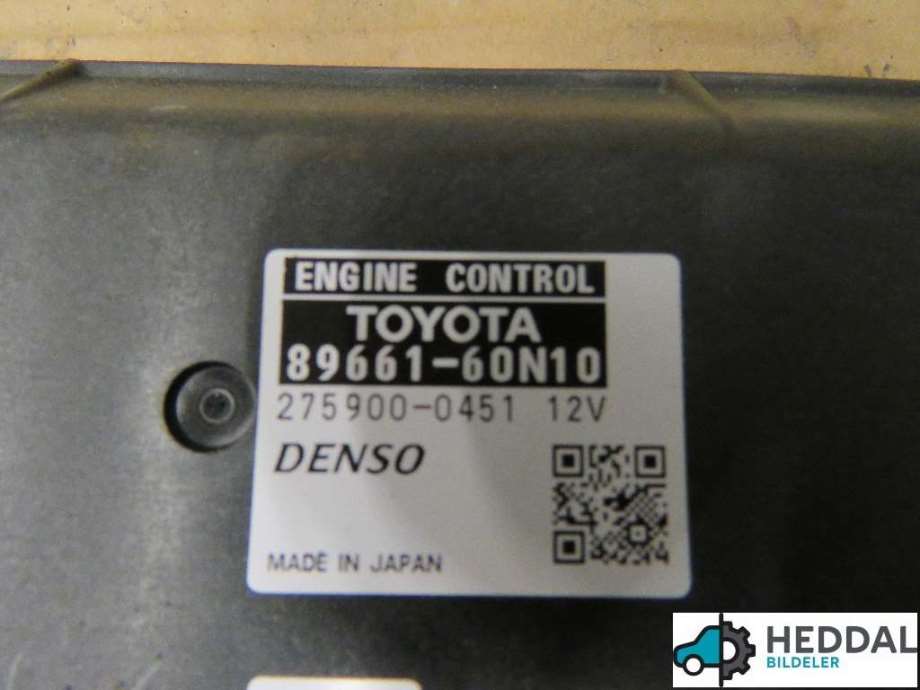 ENGINE CONTROL
TOYOTA
89661-60N10
275900-0451 12V
DENSO
MADE IN JAPAN
HEDDAL
BILDELER